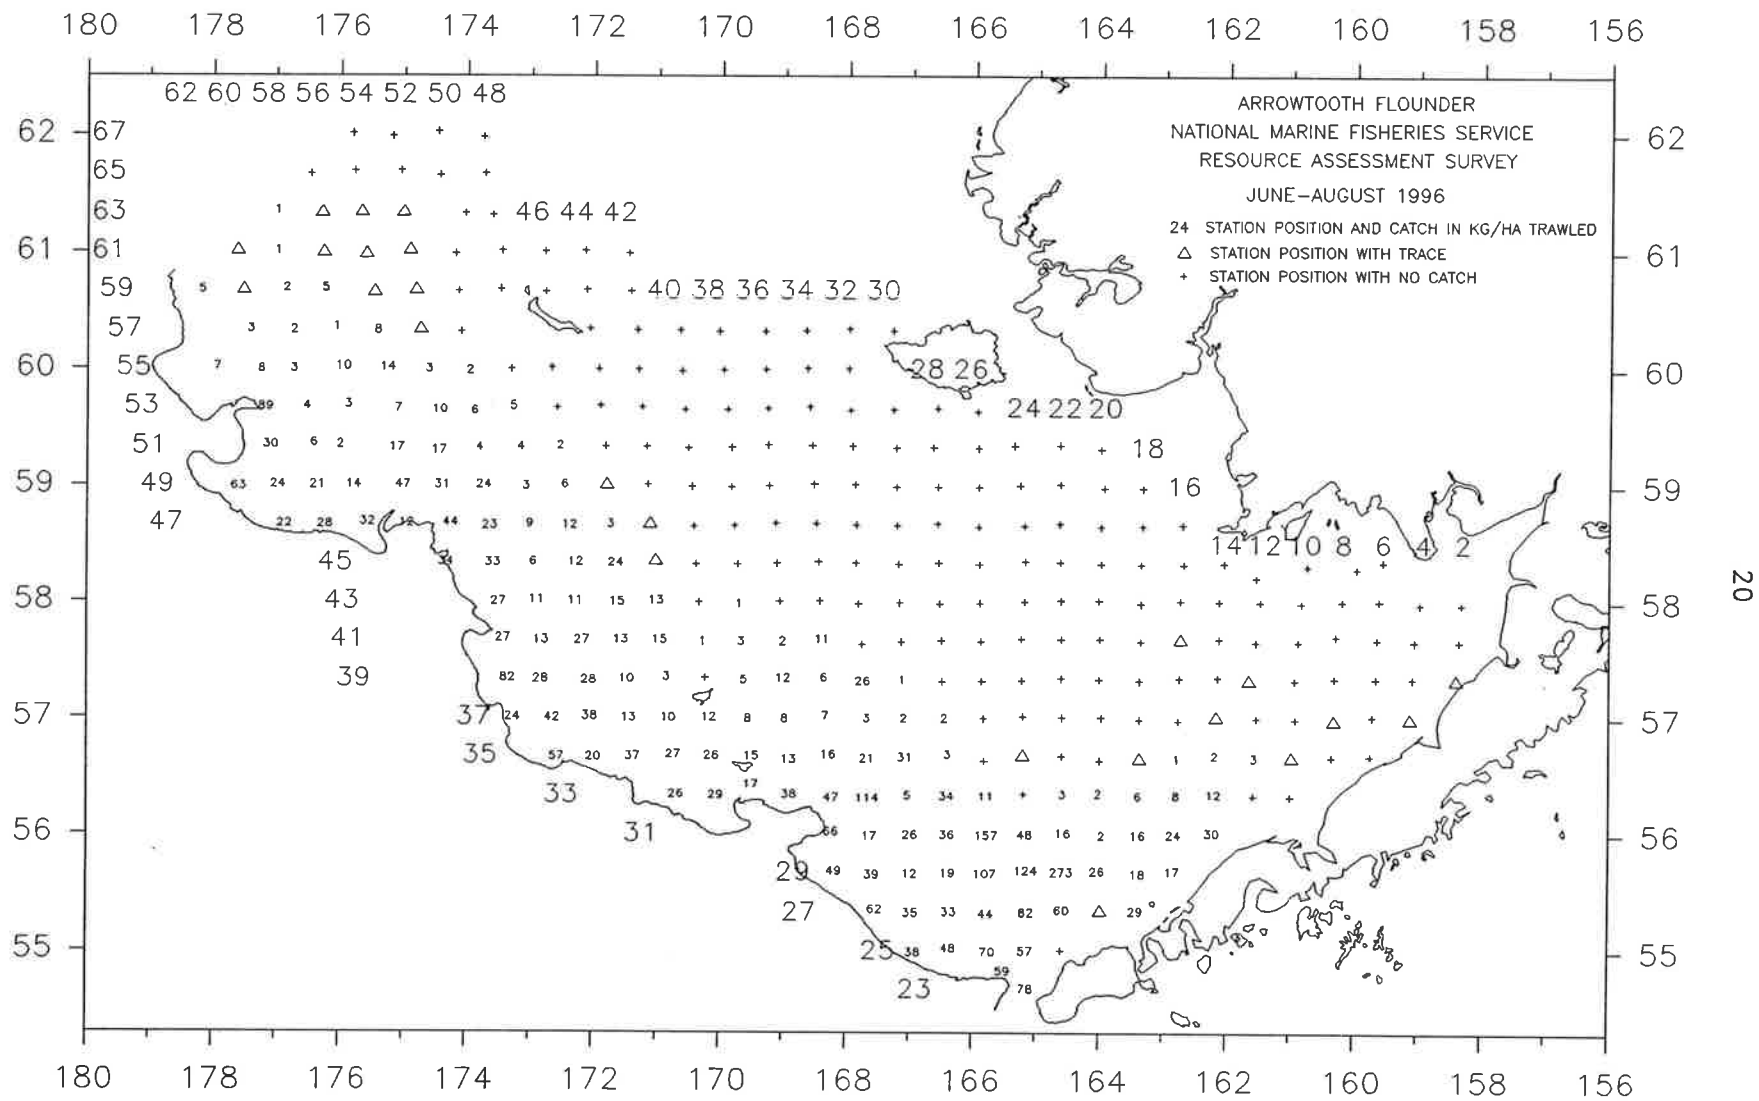 180 178 176 174 172 170 168 166 164 162 160 158 156
62 60 58 56 54 52 50 48
ARROWTOOTH FLOUNDER
62 67 + + + + NATIONAL MARINE FISHERIES SERVICE 62
RESOURCE ASSESSMENT SURVEY
65 + + + + +
JUNE–AUGUST 1996
63 1 △ △ △ + + 46 44 42
24 STATION POSITION AND CATCH IN KG/HA TRAWLED
61 61 △ 1 △ △ △ + + + + + △ STATION POSITION WITH TRACE 61
+ STATION POSITION WITH NO CATCH
59 5 △ 2 5 △ △ + + + + + 40 38 36 34 32 30
57 3 2 1 8 △ + + + + + + + + +
60 55 7 8 3 10 14 3 2 + + + + + + + + + 28 26 60
53 89 4 3 7 10 6 5 + + + + + + + + + + + 24 22 20
51 30 6 2 17 17 4 4 2 + + + + + + + + + + + + + 18
59 49 63 24 21 14 47 31 24 3 6 △ + + + + + + + + + + + + + 16 59
47 22 28 32 12 44 23 9 12 3 △ + + + + + + + + + + + + +
14 12 10 8 6 4 2
45 34 33 6 12 24 △ + + + + + + + + + + + + + + + + + +
58 43 27 11 11 15 13 + 1 + + + + + + + + + + + + + + + + + + 58
41 27 13 27 13 15 1 3 2 11 + + + + + + + + △ + + + + + + +
39 82 28 28 10 3 + 5 12 6 26 1 + + + + + + + △ + + + + △
57 37 24 42 38 13 10 12 8 8 7 3 2 2 + + + + + △ + + △ + △ 57
35 57 20 37 27 26 15 13 16 21 31 3 + △ + + △ 1 2 3 △ + +
33 26 29 17 38 47 114 5 34 11 + 3 2 6 8 12 + +
56 31 66 17 26 36 157 48 16 2 16 24 30 56
29 49 39 12 19 107 124 273 26 18 17
27 62 35 33 44 82 60 △ 29
55 25 38 48 70 57 + 55
59
23 78
180 178 176 174 172 170 168 166 164 162 160 158 156
20